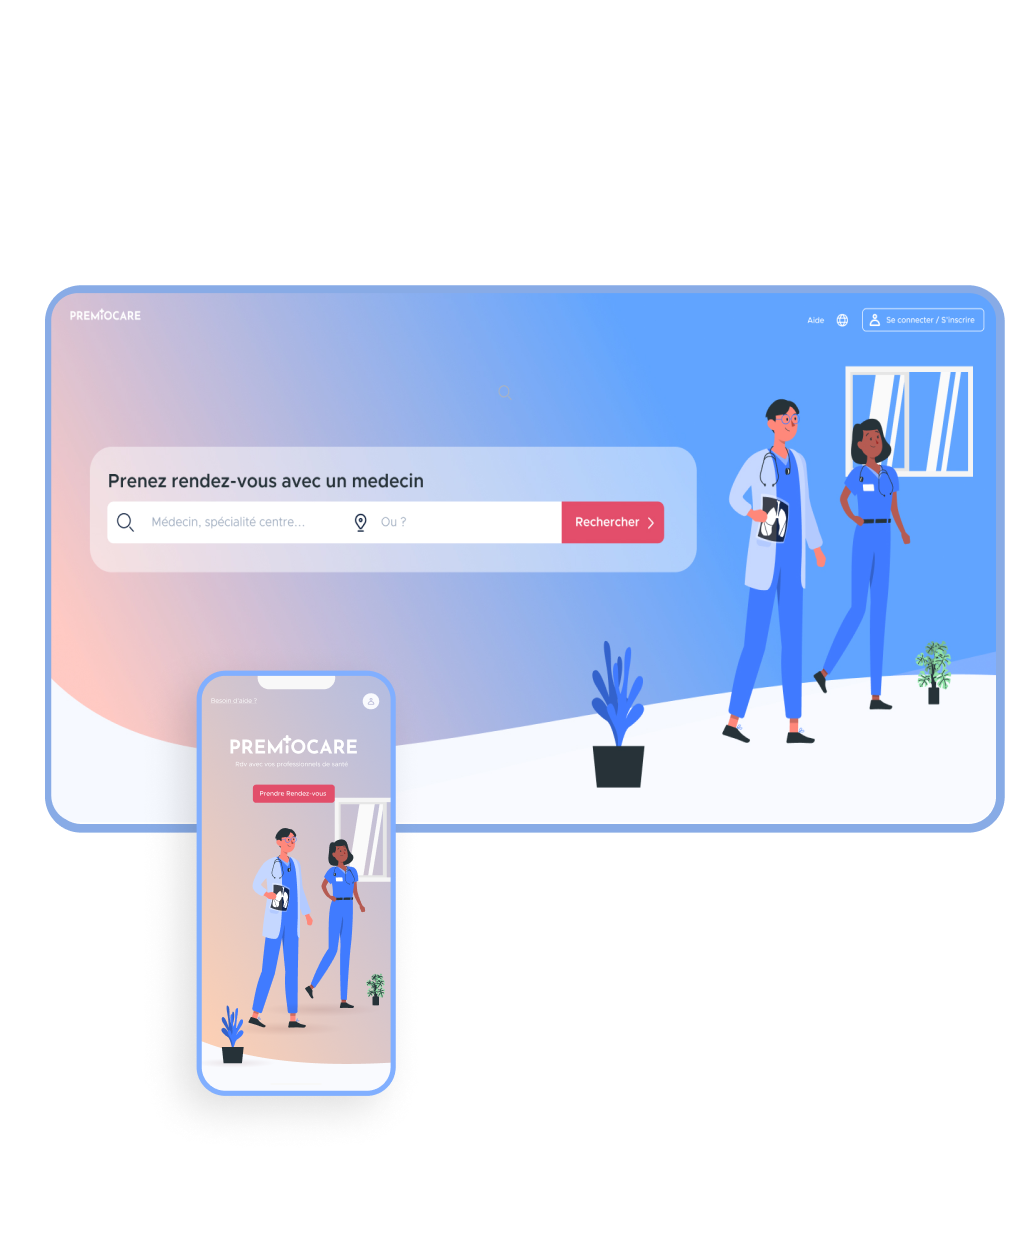 PREMIOCARE
Aide
Se connecter / S'inscrire
Prenez rendez-vous avec un medecin
Médecin, spécialité centre...
Ou ?
Rechercher
Besoin d'aide ?
PREMIOCARE
Rdv avec vos professionnels de santé
Prendre Rendez-vous